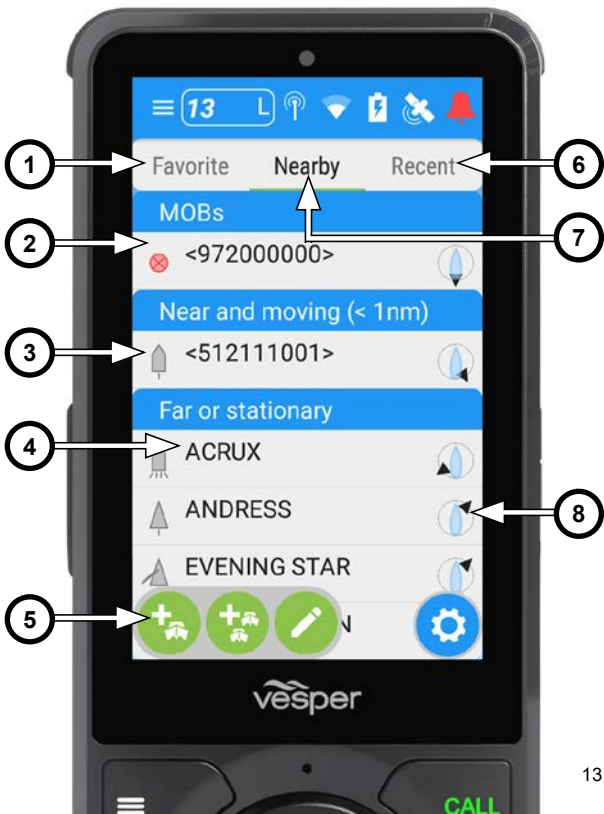 13 L
Favorite Nearby Recent
MOBs
<972000000>
Near and moving (< 1nm)
<512111001>
Far or stationary
ACRUX
ANDRESS
EVENING STAR
N
vesper
CALL
1
2
3
4
5
6
7
8
13